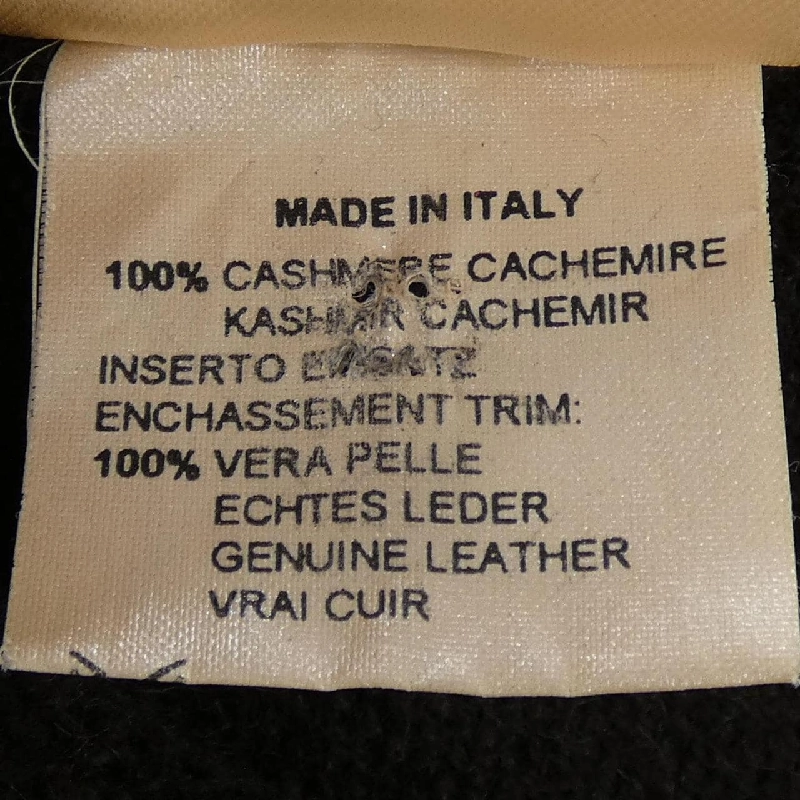 MADE IN ITALY
100% CASHMERE CACHEMIRE
KASHMIR CACHEMIR
INSERTO EINSATZ
ENCHASSEMENT TRIM:
100% VERA PELLE
ECHTES LEDER
GENUINE LEATHER
VRAI CUIR